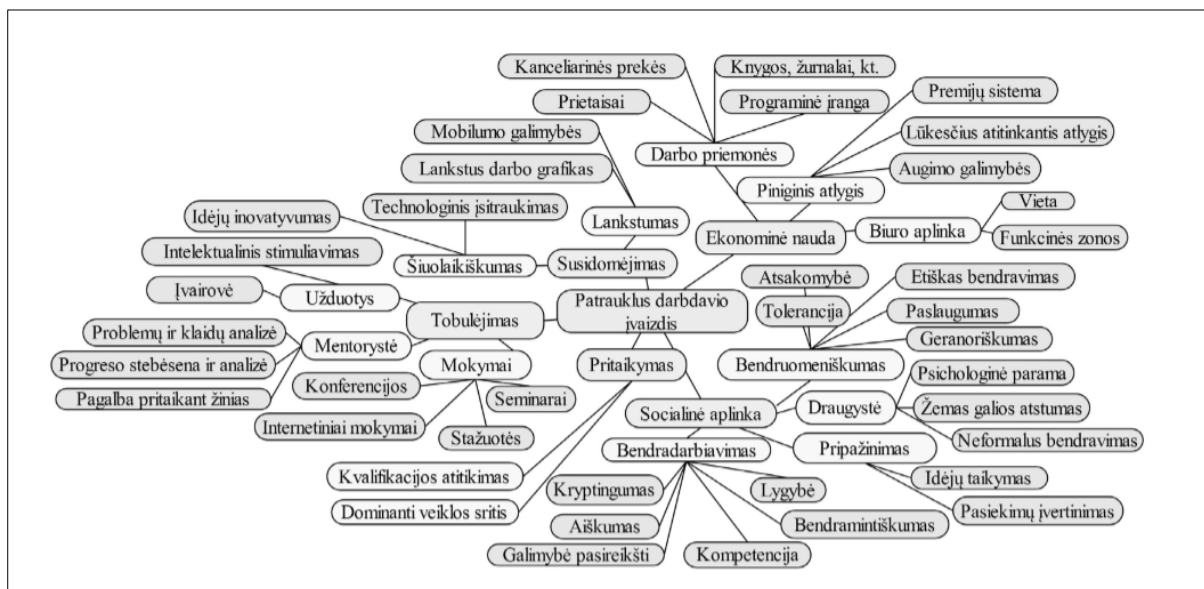 Kanceliarinės prekės
Knygos, žurnalai, kt.
Prietaisai
Programinė įranga
Premijų sistema
Mobilumo galimybės
Darbo priemonės
Lūkesčius atitinkantis atlygis
Lankstus darbo grafikas
Augimo galimybės
Piniginis atlygis
Technologinis įsitraukimas
Idėjų inovatyvumas
Lankstumas
Ekonominė nauda
Biuro aplinka
Vieta
Funkcinės zonos
Intelektualinis stimuliavimas
Šiuolaikiškumas
Susidomėjimas
Atsakomybė
Etiškas bendravimas
Įvairovė
Užduotys
Patrauklus darbdavio
įvaizdis
Tolerancija
Paslaugumas
Tobulėjimas
Problemų ir klaidų analizė
Mentorystė
Geranoriškumas
Progreso stebėsena ir analizė
Mokymai
Pritaikymas
Bendruomeniškumas
Psichologinė parama
Pagalba pritaikant žinias
Konferencijos
Seminarai
Socialinė aplinka
Draugystė
Žemas galios atstumas
Internetiniai mokymai
Stažuotės
Neformalus bendravimas
Bendradarbiavimas
Pripažinimas
Kvalifikacijos atitikimas
Idėjų taikymas
Kryptingumas
Lygybė
Dominanti veiklos sritis
Pasiekimų įvertinimas
Aiškumas
Bendramintiškumas
Galimybė pasireikšti
Kompetencija